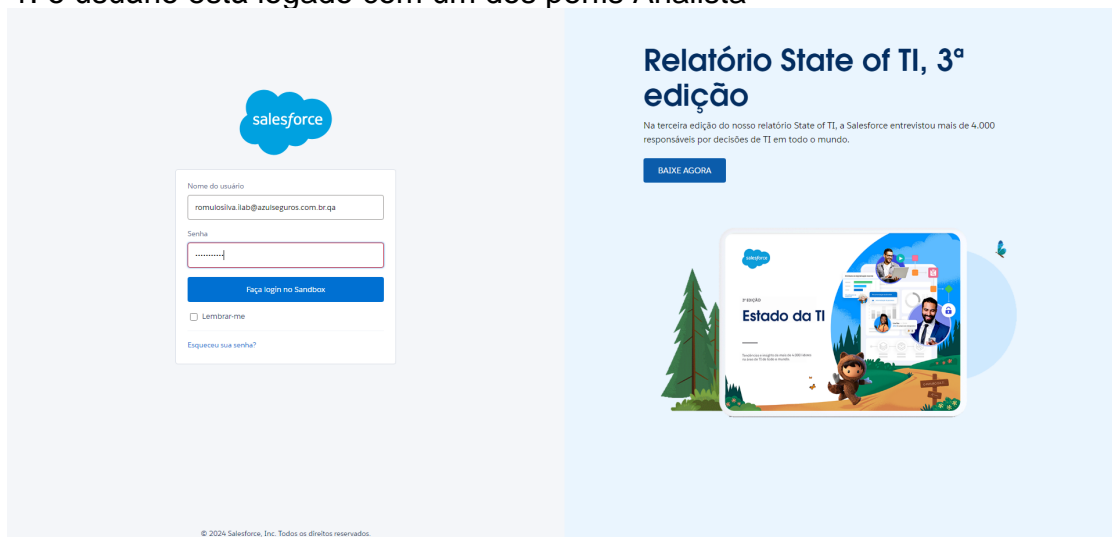 1. o usuário está logado com um dos perfis Analista
salesforce
Nome do usuário
romulosilva.ilab@azulseguros.com.br.qa
Senha
Faça login no Sandbox
Lembrar-me
Esqueceu sua senha?
© 2024 Salesforce, Inc. Todos os direitos reservados.
Relatório State of TI, 3ª
edição
Na terceira edição do nosso relatório State of TI, a Salesforce entrevistou mais de 4.000
responsáveis por decisões de TI em todo o mundo.
BAIXE AGORA
salesforce
3ª EDIÇÃO
Estado da TI